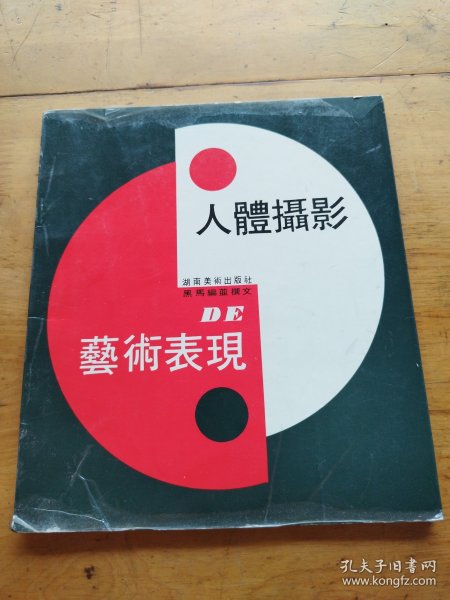 人體攝影
湖南美術出版社
黑馬編並撰文
DE
藝術表現
孔夫子旧书网
www.kongfz.com